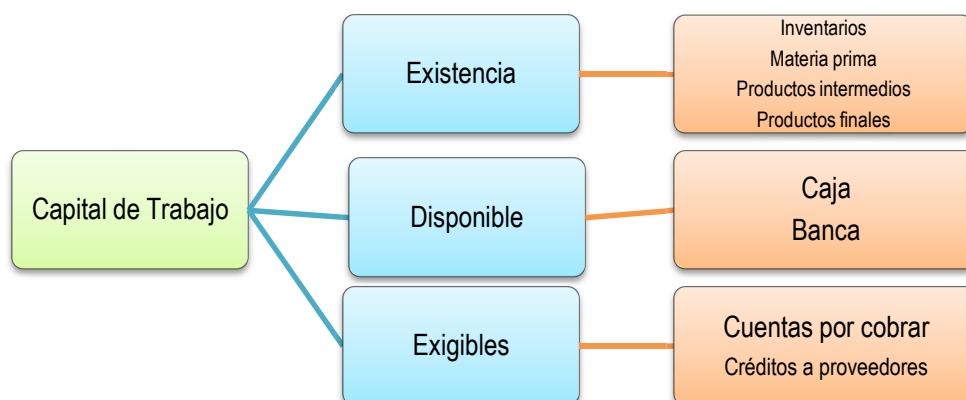 Capital de Trabajo
Existencia
Inventarios
Materia prima
Productos intermedios
Productos finales
Disponible
Caja
Banca
Exigibles
Cuentas por cobrar
Créditos a proveedores